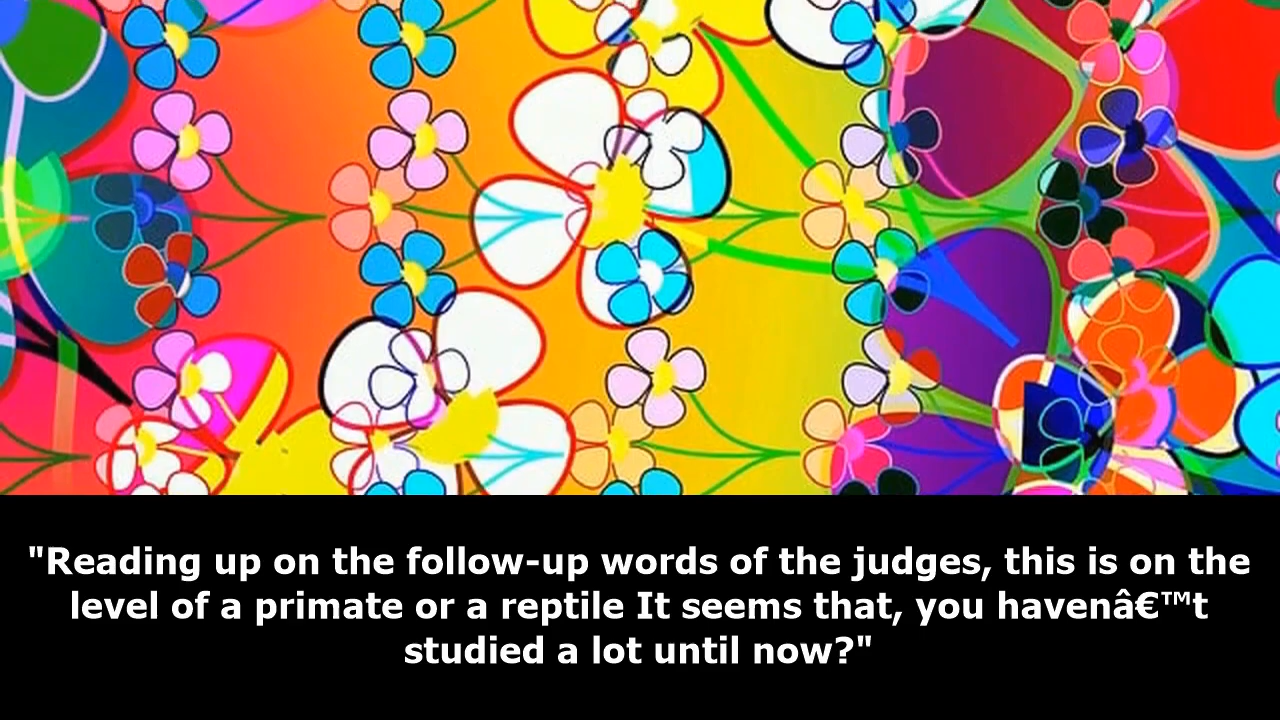 "Reading up on the follow-up words of the judges, this is on the
level of a primate or a reptile It seems that, you havenâ€™t
studied a lot until now?"